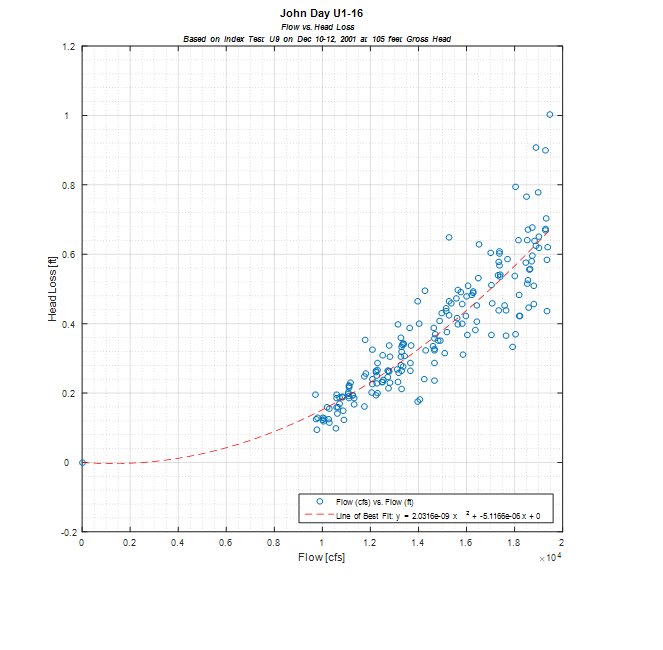 John Day U1-16
Flow vs. Head Loss
Based on Index Test U9 on Dec 10-12, 2001 at 105 feet Gross Head
1.2
1
0.8
0.6
0.4
0.2
0
-0.2
Head Loss [ft]
0 0.2 0.4 0.6 0.8 1 1.2 1.4 1.6 1.8 2
Flow [cfs]
×10^4
Flow (cfs) vs. Flow (ft)
Line of Best Fit: y = 2.0316e-09 x ^2 + -5.1166e-06 x + 0